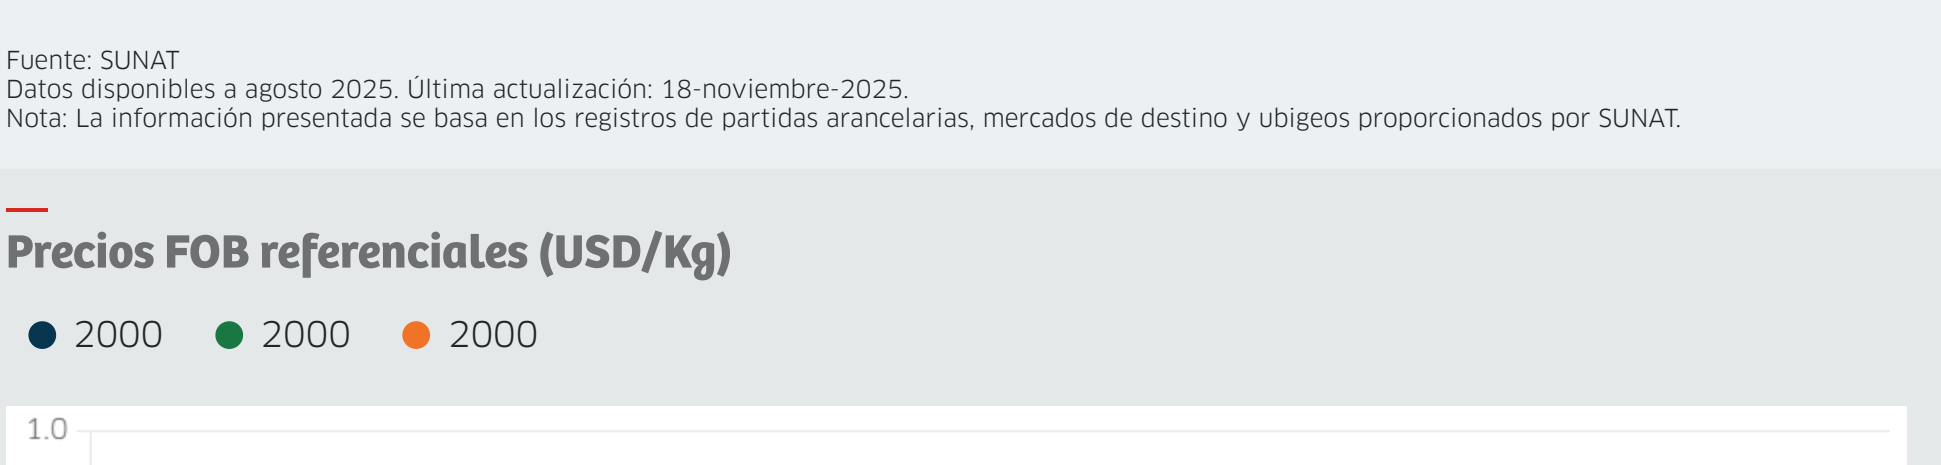 Fuente: SUNAT
Datos disponibles a agosto 2025. Última actualización: 18-noviembre-2025.
Nota: La información presentada se basa en los registros de partidas arancelarias, mercados de destino y ubigeos proporcionados por SUNAT.
Precios FOB referenciales (USD/Kg)
2000 2000 2000
1.0